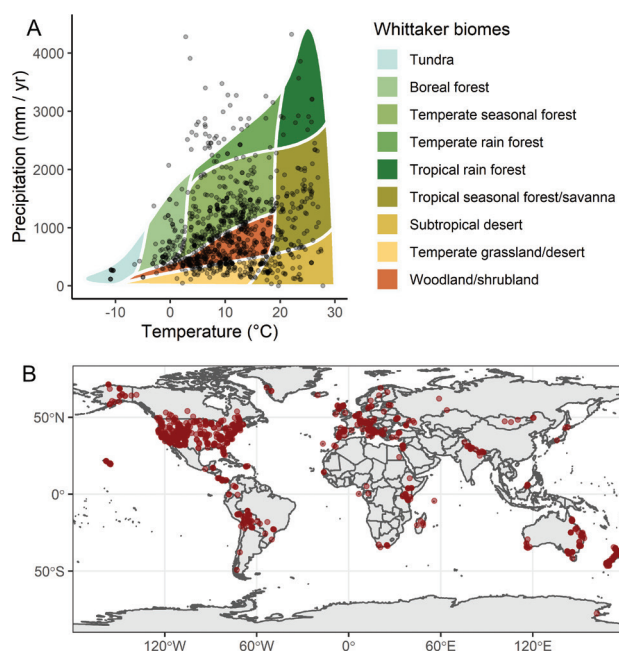 A
Precipitation (mm / yr)
4000
3000
2000
1000
0
-10
0
10
20
30
Temperature (°C)
Whittaker biomes
Tundra
Boreal forest
Temperate seasonal forest
Temperate rain forest
Tropical rain forest
Tropical seasonal forest/savanna
Subtropical desert
Temperate grassland/desert
Woodland/shrubland
B
50°N
0°
50°S
120°W
60°W
0°
60°E
120°E